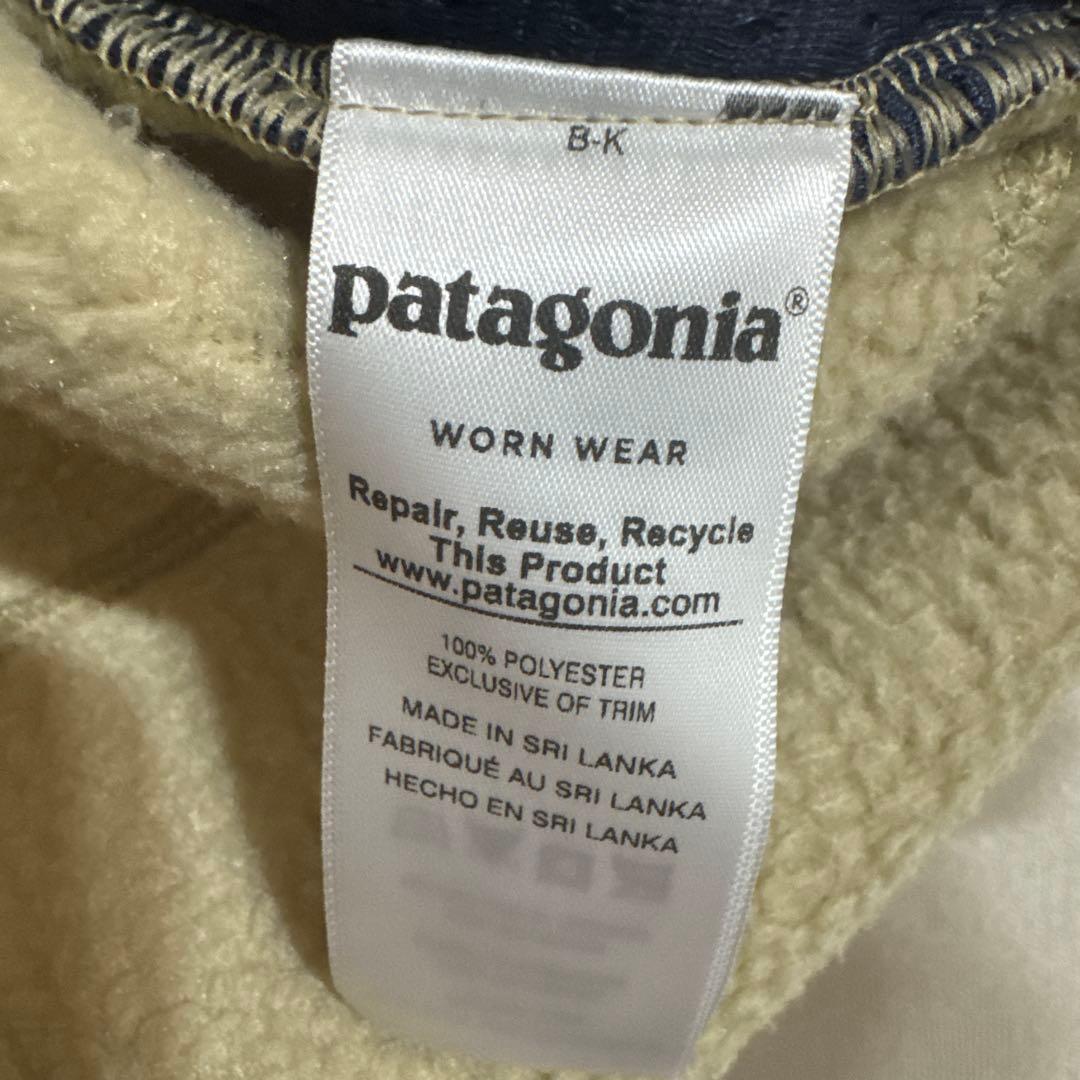 B-K
patagonia®
WORN WEAR
Repair, Reuse, Recycle
This Product
www.patagonia.com
100% POLYESTER
EXCLUSIVE OF TRIM
MADE IN SRI LANKA
FABRIQUÉ AU SRI LANKA
HECHO EN SRI LANKA